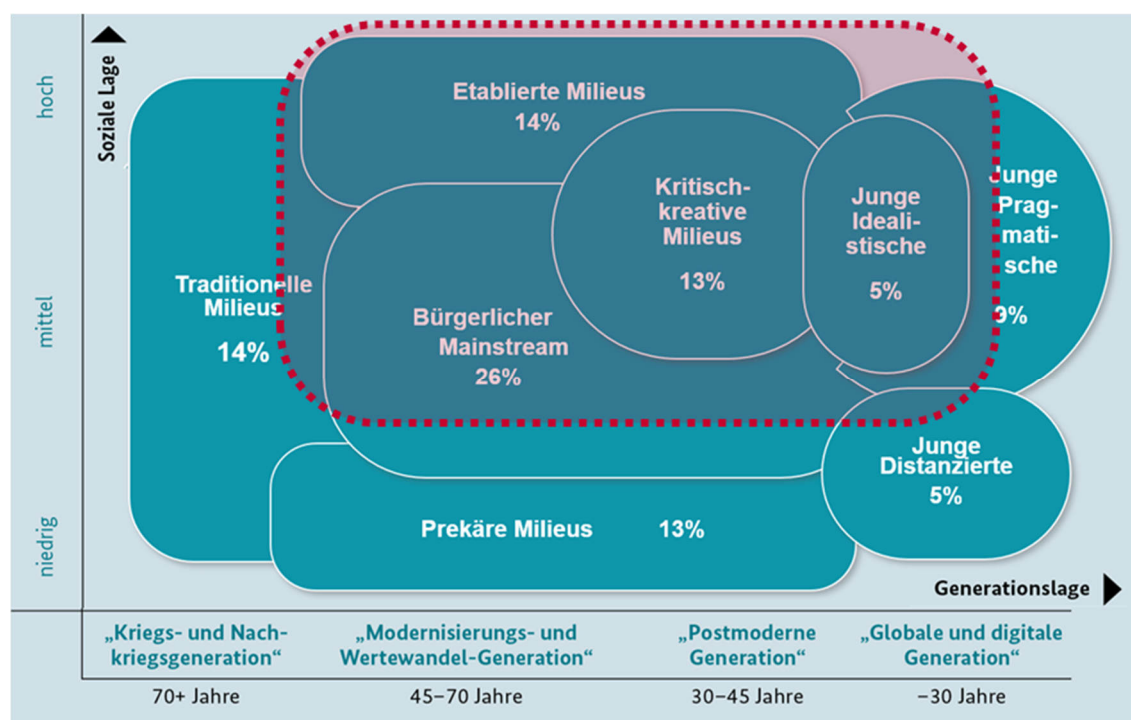 Soziale Lage
hoch
mittel
niedrig
Etablierte Milieus
14%
Kritisch-
kreative
Milieus
13%
Junge
Ideali-
stische
5%
Junge
Prag-
mati-
sche
9%
Traditionelle
Milieus
14%
Bürgerlicher
Mainstream
26%
Junge
Distanzierte
5%
Prekäre Milieus 13%
Generationslage
„Kriegs- und Nach-
kriegsgeneration“
70+ Jahre
„Modernisierungs- und
Wertewandel-Generation“
45–70 Jahre
„Postmoderne
Generation“
30–45 Jahre
„Globale und digitale
Generation“
–30 Jahre